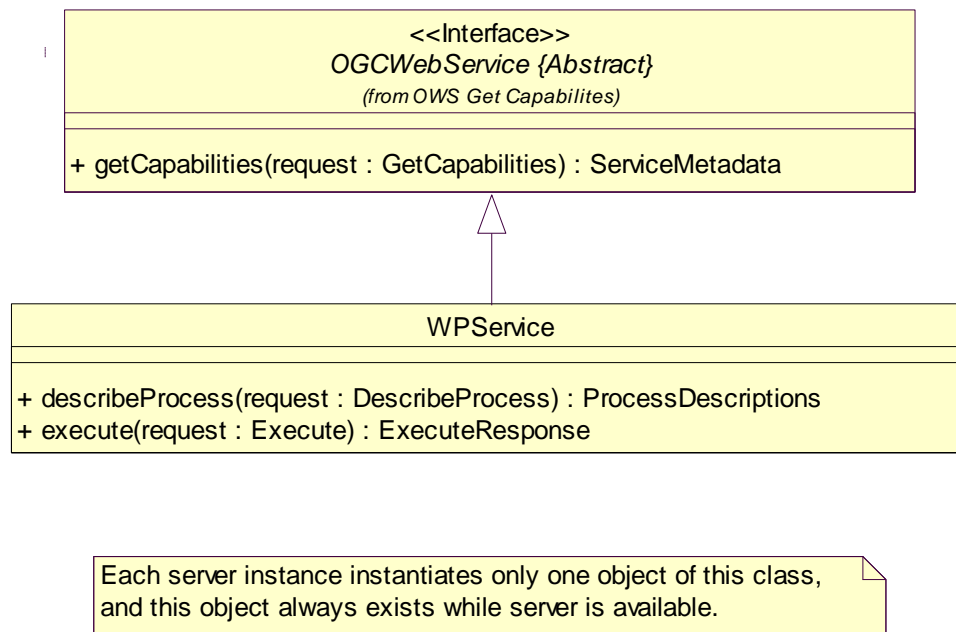 <<Interface>>
OGCWebService {Abstract}
(from OWS Get Capabilites)
+ getCapabilities(request : GetCapabilities) : ServiceMetadata
WPService
+ describeProcess(request : DescribeProcess) : ProcessDescriptions
+ execute(request : Execute) : ExecuteResponse
Each server instance instantiates only one object of this class,
and this object always exists while server is available.